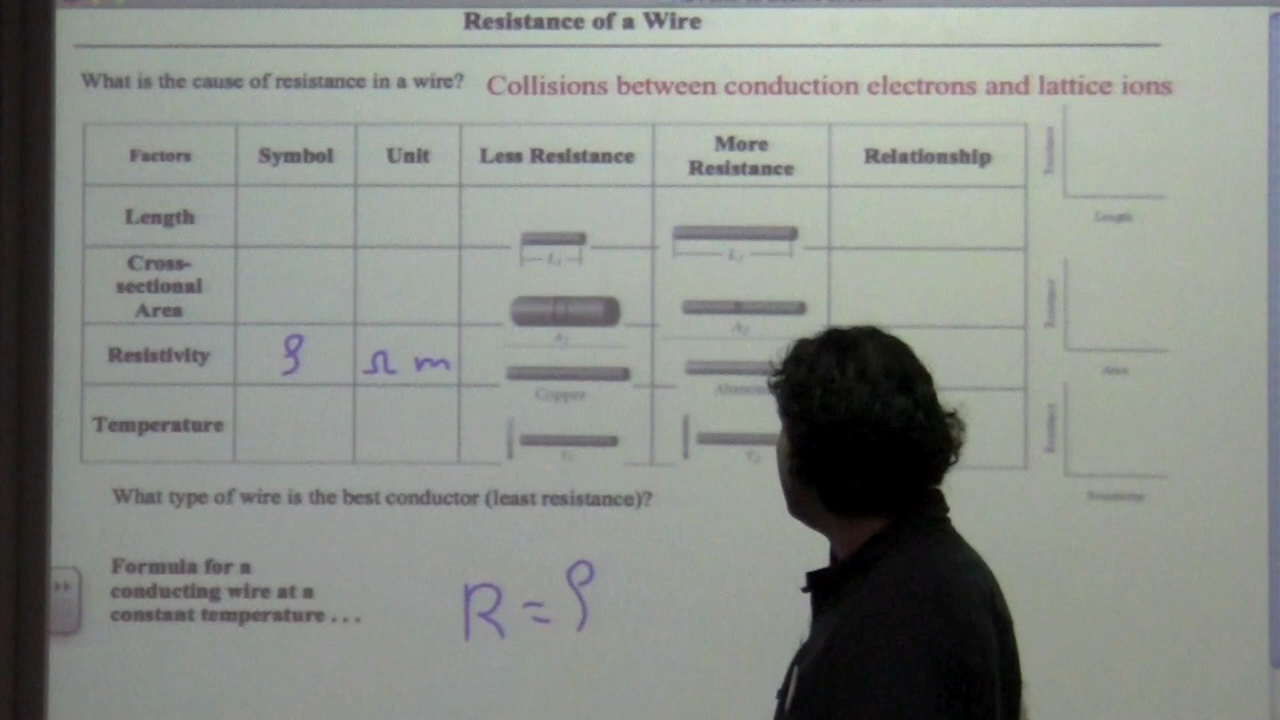 Resistance of a Wire
What is the cause of resistance in a wire? Collisions between conduction electrons and lattice ions
Factors Symbol Unit Less Resistance More Resistance Relationship
Length
Cross-
sectional
Area
Resistivity ρ Ω m
Copper
Temperature
What type of wire is the best conductor (least resistance)?
Formula for a
conducting wire at a
constant temperature . . .
R = ρ
Length